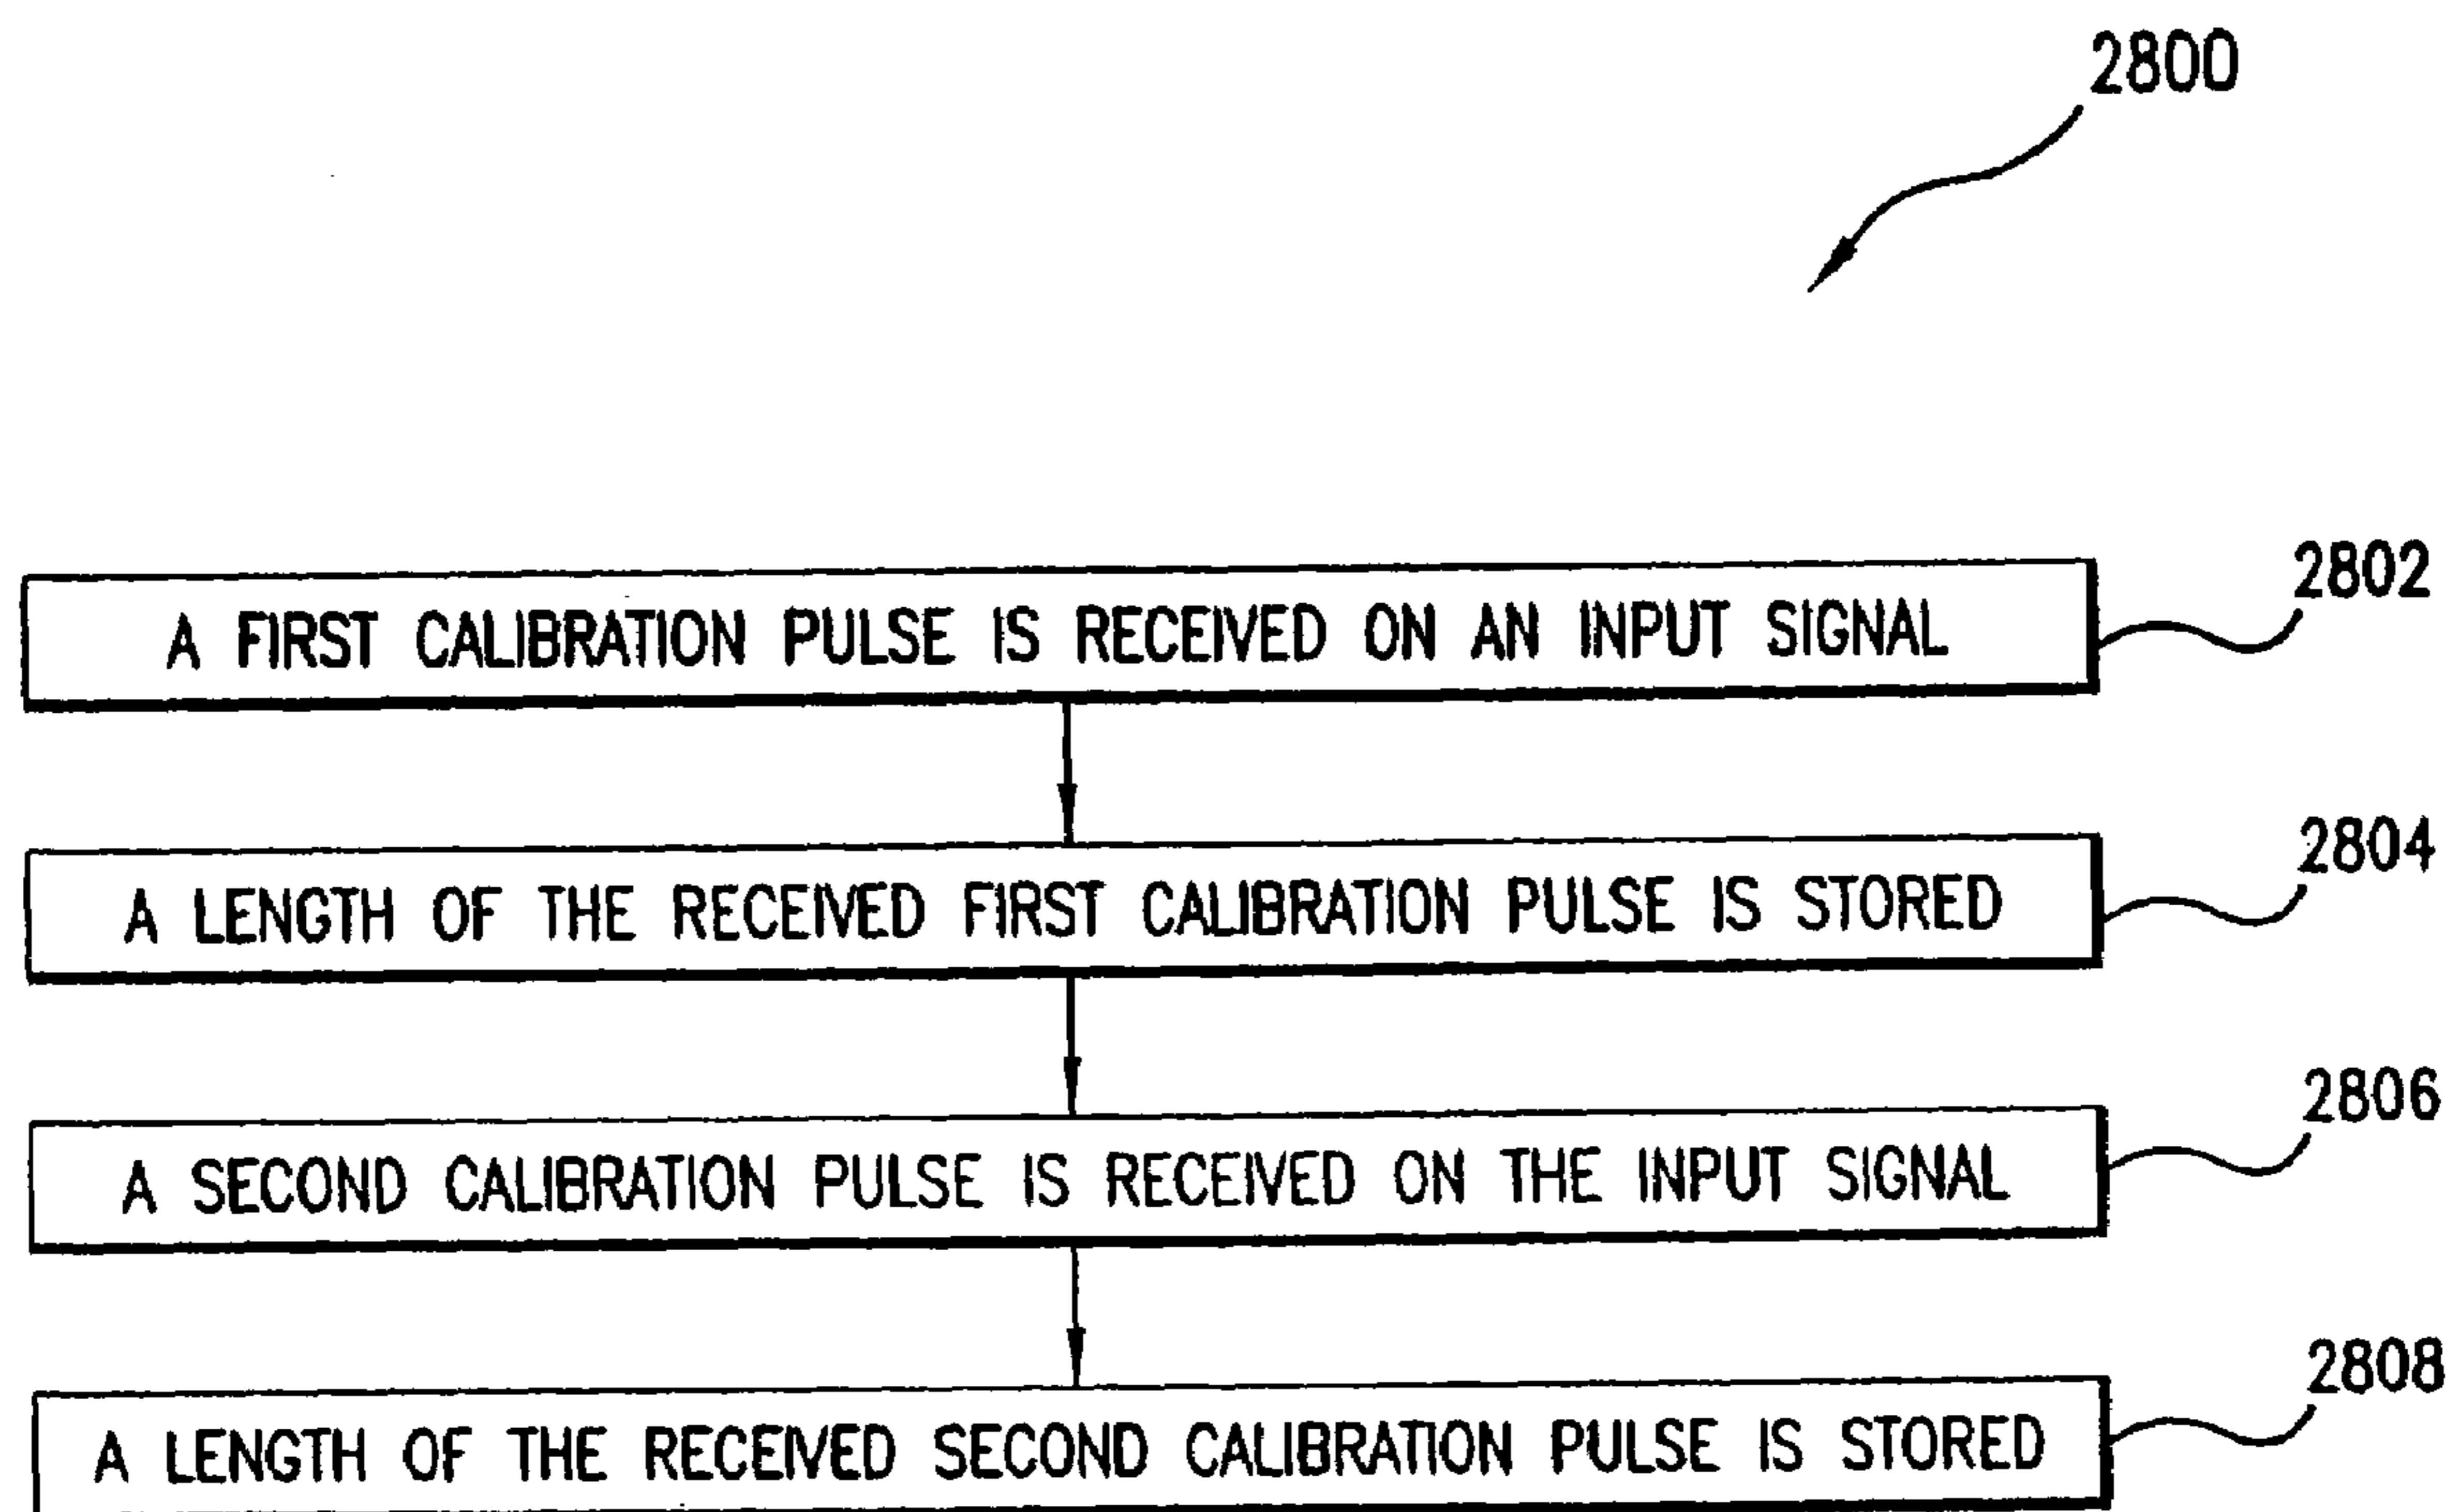 2800
A FIRST CALIBRATION PULSE IS RECEIVED ON AN INPUT SIGNAL
2802
A LENGTH OF THE RECEIVED FIRST CALIBRATION PULSE IS STORED
2804
A SECOND CALIBRATION PULSE IS RECEIVED ON THE INPUT SIGNAL
2806
A LENGTH OF THE RECEIVED SECOND CALIBRATION PULSE IS STORED
2808